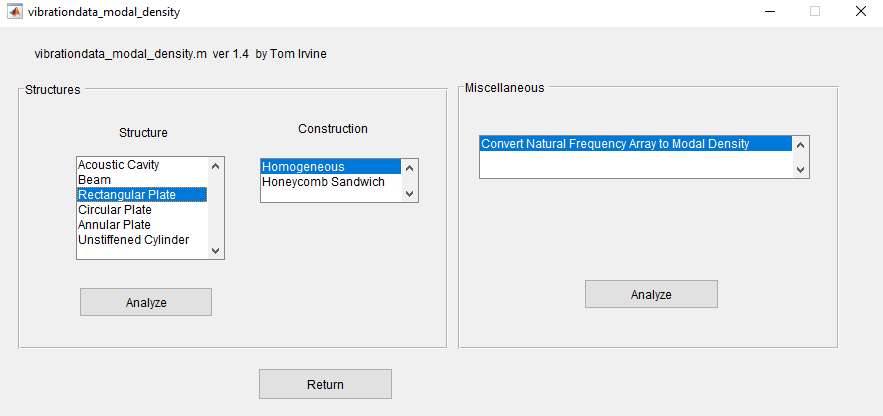 vibrationdata_modal_density
vibrationdata_modal_density.m  ver 1.4  by Tom Irvine
Structures
Structure
Acoustic Cavity
Beam
Rectangular Plate
Circular Plate
Annular Plate
Unstiffened Cylinder
Construction
Homogeneous
Honeycomb Sandwich
Analyze
Miscellaneous
Convert Natural Frequency Array to Modal Density
Analyze
Return